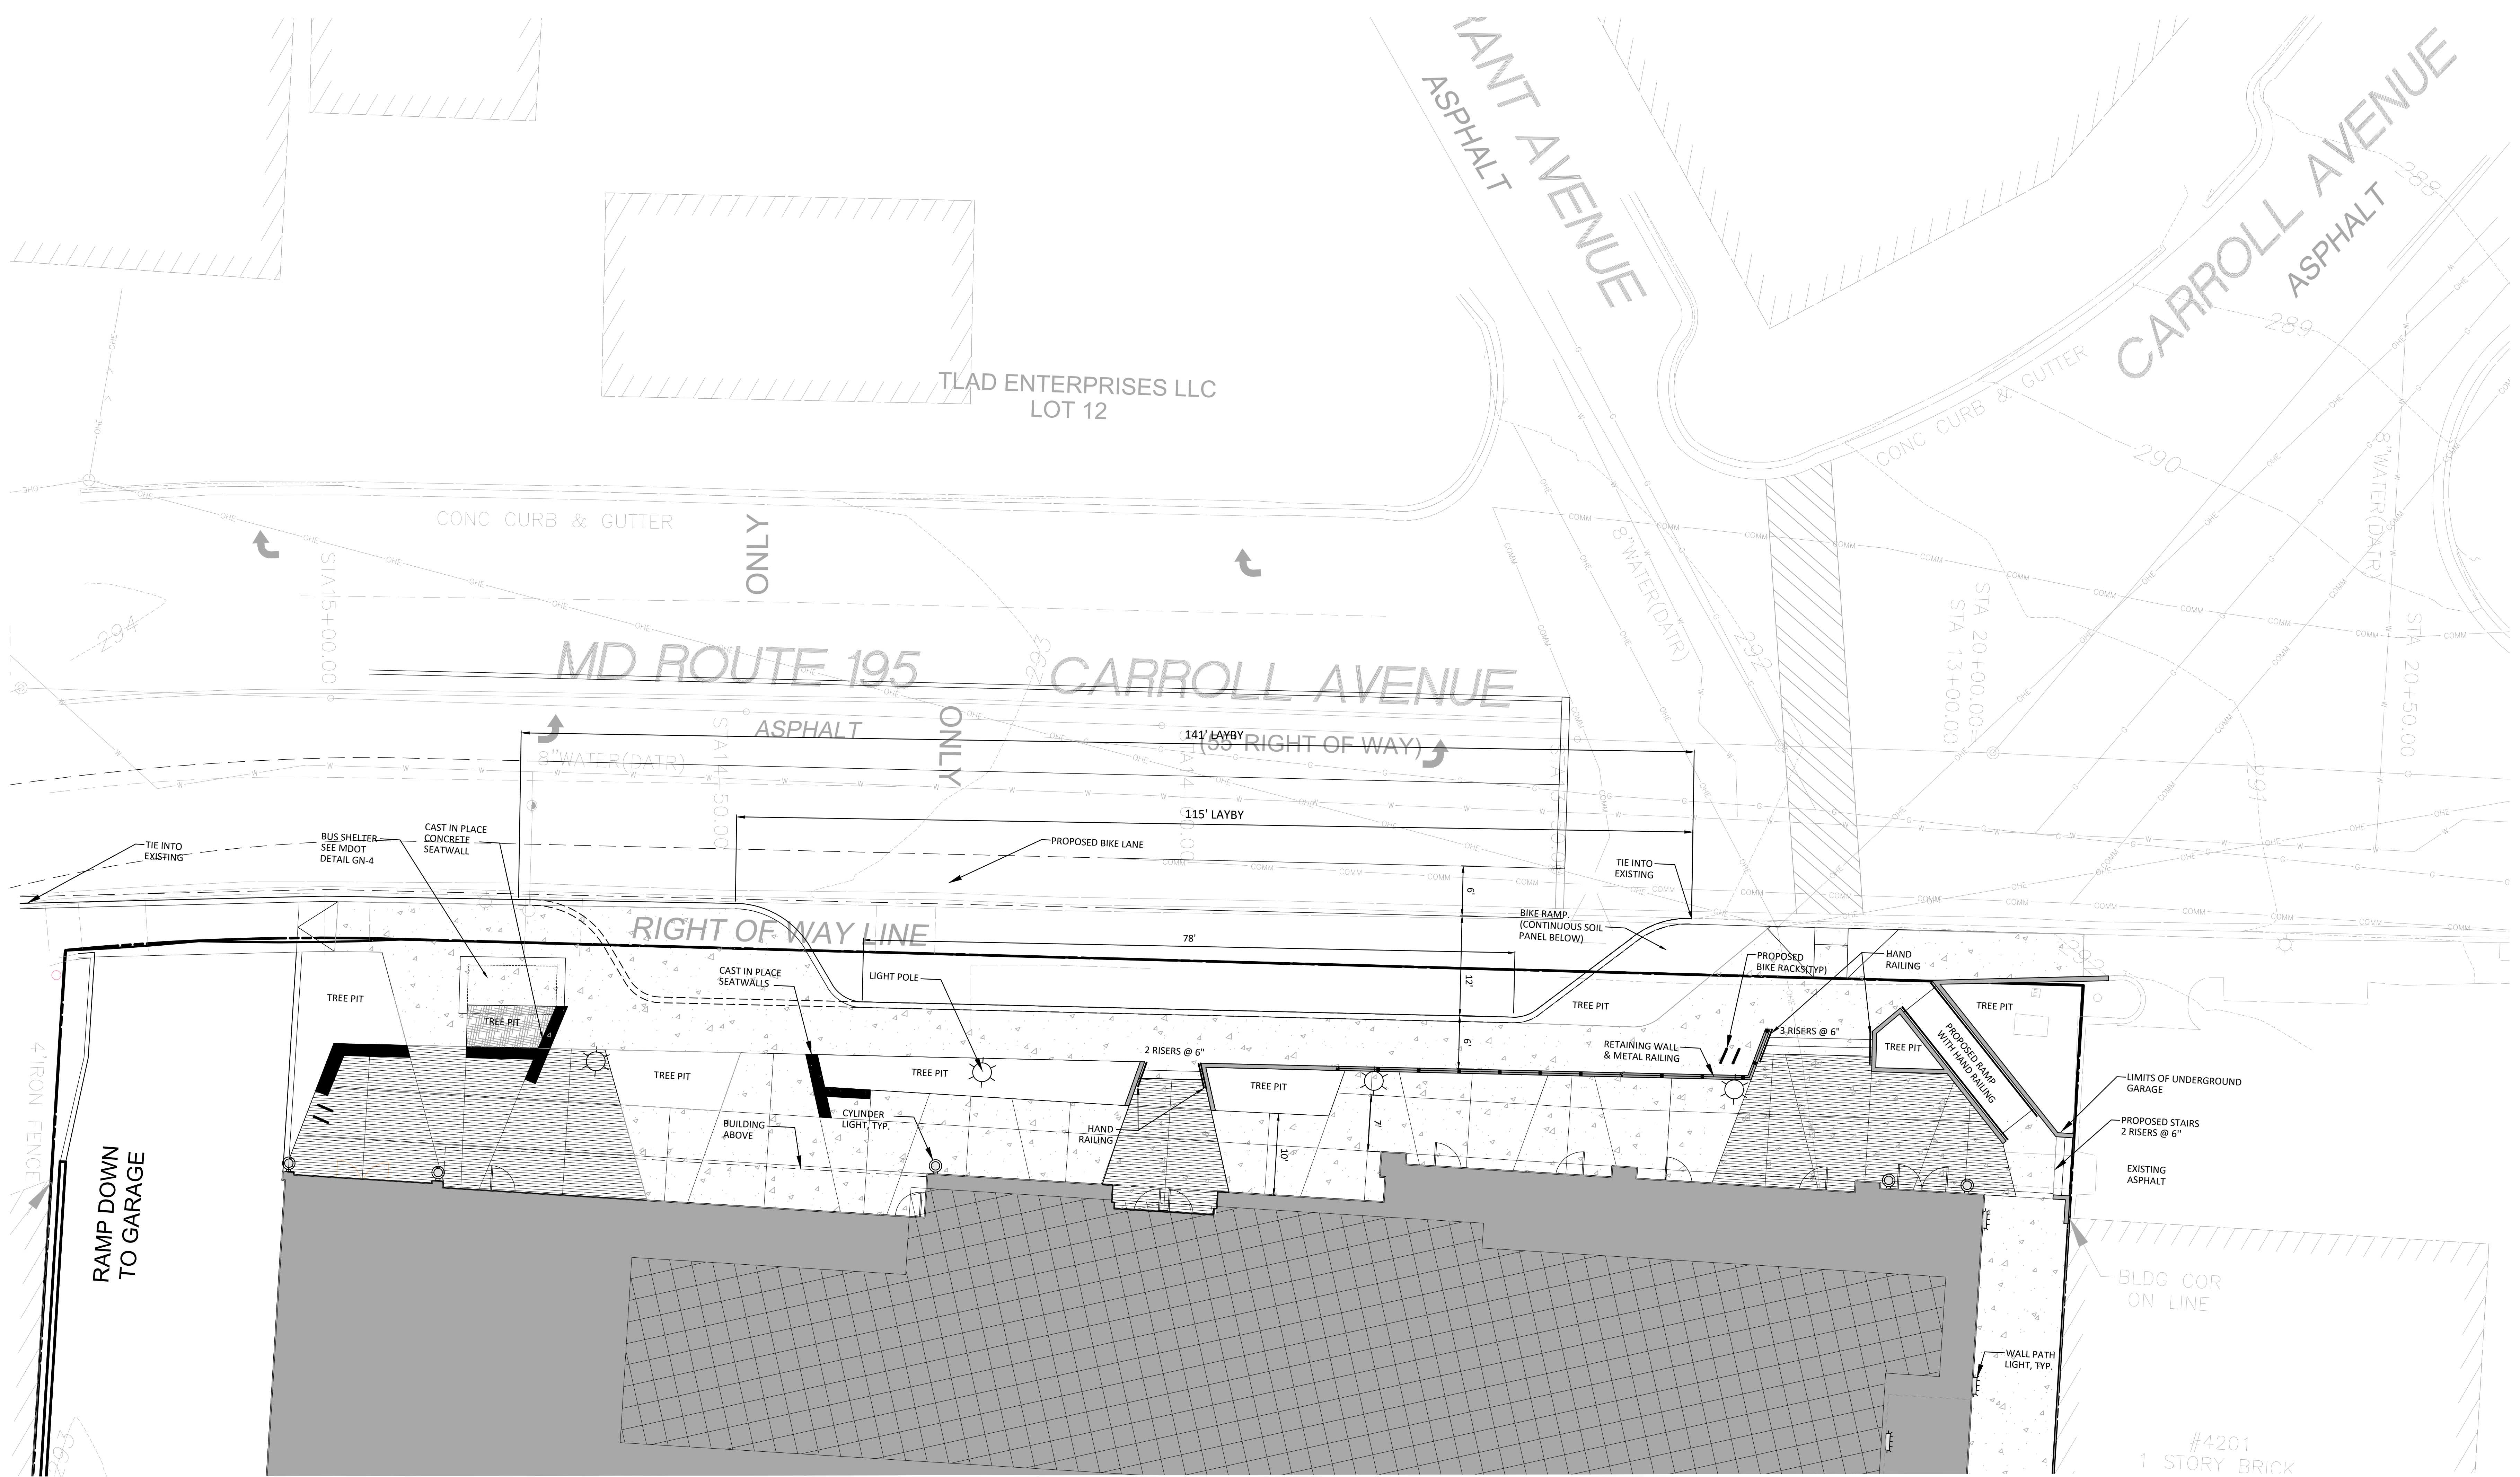 ANT AVENUE
ASPHALT
CARROLL AVENUE
ASPHALT
288
289
290
CONC CURB & GUTTER
TLAD ENTERPRISES LLC
LOT 12
8"WATER(DATR)
8"WATER(DATR)
CONC CURB & GUTTER
ONLY
STA15+00.00
294
293
292
291
STA 20+00.00=
STA 13+00.00
STA 20+50.00
MD ROUTE 195
CARROLL AVENUE
ASPHALT
ONLY
(55' RIGHT OF WAY)
141' LAYBY
8"WATER(DATR)
STA14+50.00
115' LAYBY
TIE INTO
EXISTING
BUS SHELTER
SEE MDOT
DETAIL GN-4
CAST IN PLACE
CONCRETE
SEATWALL
PROPOSED BIKE LANE
TIE INTO
EXISTING
6'
RIGHT OF WAY LINE
78'
BIKE RAMP.
(CONTINUOUS SOIL
PANEL BELOW)
12'
PROPOSED
BIKE RACKS(TYP)
HAND
RAILING
292
CAST IN PLACE
SEATWALLS
LIGHT POLE
TREE PIT
TREE PIT
TREE PIT
TREE PIT
3 RISERS @ 6"
TREE PIT
PROPOSED RAMP
WITH HAND RAILING
6'
RETAINING WALL
& METAL RAILING
2 RISERS @ 6"
TREE PIT
TREE PIT
TREE PIT
4'IRON FENCE
LIMITS OF UNDERGROUND
GARAGE
PROPOSED STAIRS
2 RISERS @ 6"
BUILDING
ABOVE
CYLINDER
LIGHT, TYP.
HAND
RAILING
7'
10'
EXISTING
ASPHALT
RAMP DOWN
TO GARAGE
BLDG COR
ON LINE
WALL PATH
LIGHT, TYP.
#4201
1 STORY BRICK